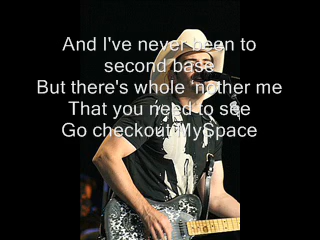 And I've never been to
second base
But there's whole 'nother me
That you need to see
Go checkout MySpace